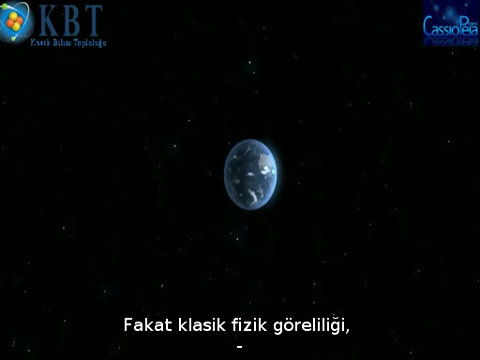 KBT
Kuark Bilim Topluluğu
CassioPeia
Fakat klasik fizik göreliliği,
-